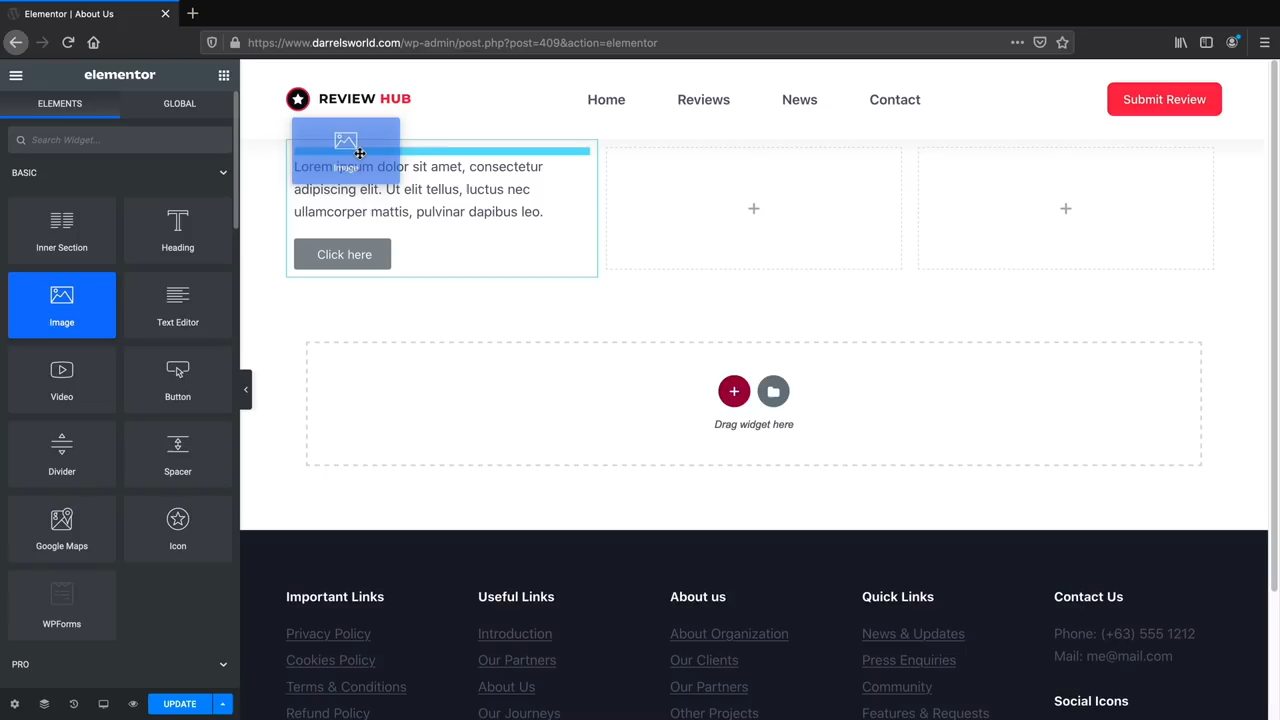 Elementor | About Us
https://www.darrelsworld.com/wp-admin/post.php?post=409&action=elementor
elementor
ELEMENTS
GLOBAL
Search Widget...
BASIC
Inner Section
Heading
Image
Text Editor
Video
Button
Divider
Spacer
Google Maps
Icon
WPForms
PRO
UPDATE
REVIEW HUB
Home
Reviews
News
Contact
Submit Review
Image
Lorem ipsum dolor sit amet, consectetur
adipiscing elit. Ut elit tellus, luctus nec
ullamcorper mattis, pulvinar dapibus leo.
Click here
Drag widget here
Important Links
Privacy Policy
Cookies Policy
Terms & Conditions
Refund Policy
Useful Links
Introduction
Our Partners
About Us
Our Journeys
About us
About Organization
Our Clients
Our Partners
Other Projects
Quick Links
News & Updates
Press Enquiries
Community
Features & Requests
Contact Us
Phone: (+63) 555 1212
Mail: me@mail.com
Social Icons